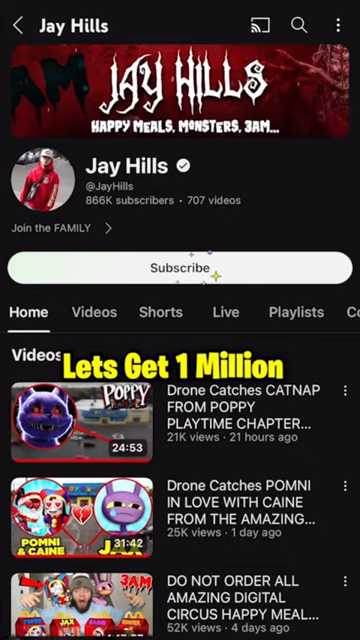 Jay Hills
AM
JAY HILLS
HAPPY MEALS, MONSTERS, 3AM...
Jay Hills
@JayHills
866K subscribers • 707 videos
Join the FAMILY
Subscribe
Home Videos Shorts Live Playlists Co
Videos
Lets Get 1 Million
POPPY
24:53
Drone Catches CATNAP
FROM POPPY
PLAYTIME CHAPTER...
21K views · 21 hours ago
POMNI
& CAINE
JAX
31:42
Drone Catches POMNI
IN LOVE WITH CAINE
FROM THE AMAZING...
25K views · 1 day ago
3AM
JAX
DO NOT ORDER ALL
AMAZING DIGITAL
CIRCUS HAPPY MEAL...
52K views · 4 days ago